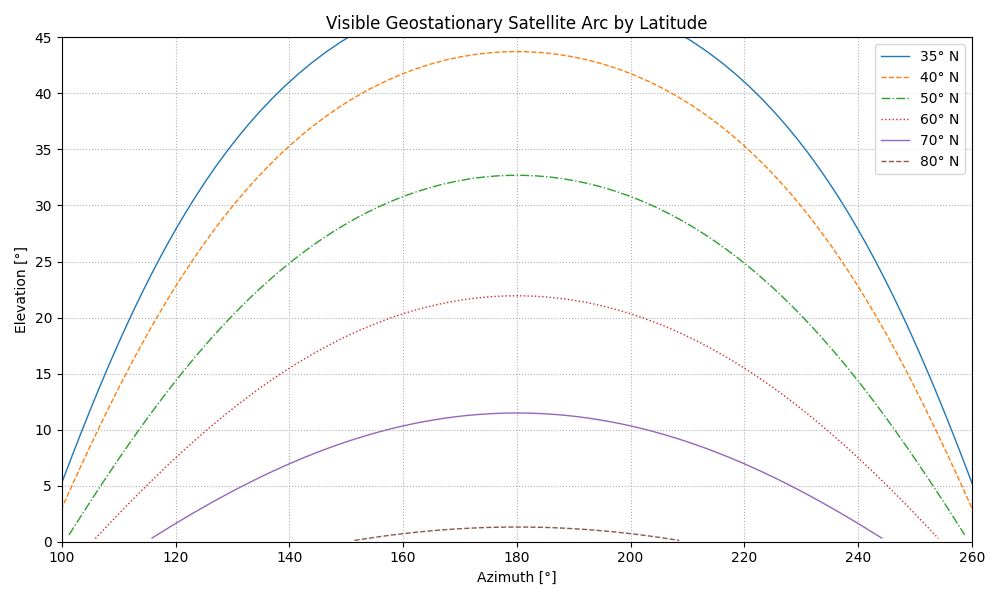 Visible Geostationary Satellite Arc by Latitude
45
40
35
30
25
20
15
10
5
0
Elevation [°]
35° N
40° N
50° N
60° N
70° N
80° N
100 120 140 160 180 200 220 240 260
Azimuth [°]